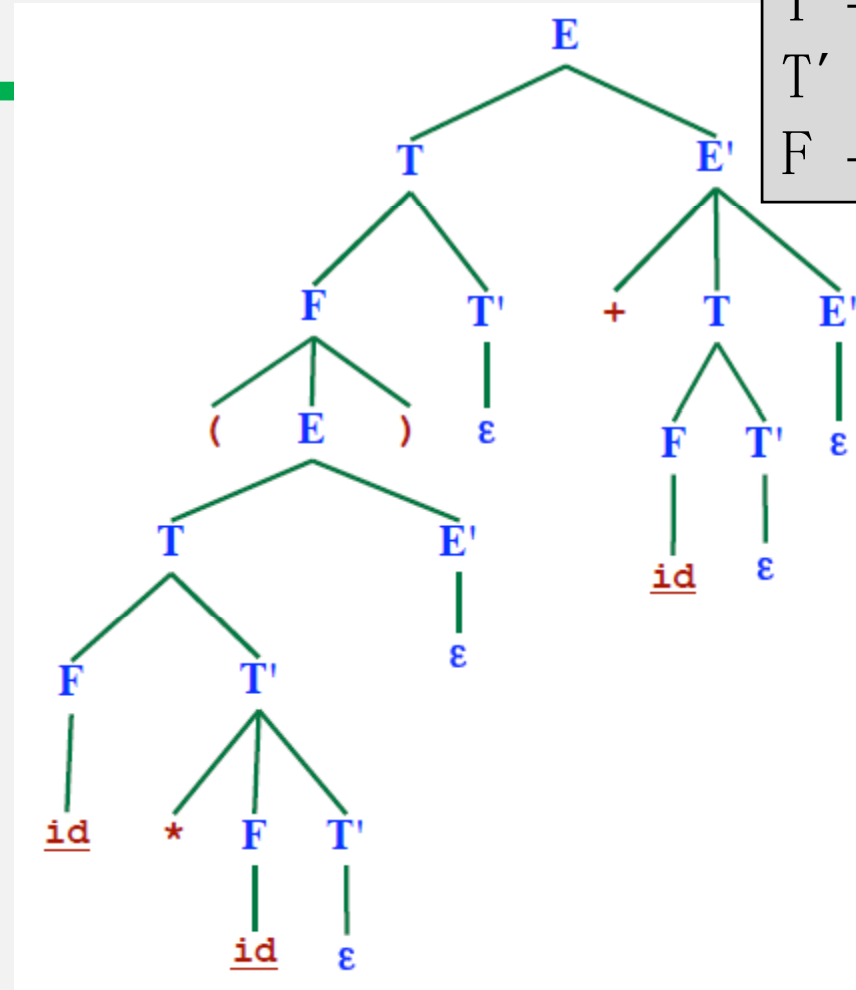 T -
T′
F -
E
T E'
F T' + T E'
( E ) ε F T' ε
T E' id ε
F T' ε
id * F T'
id ε